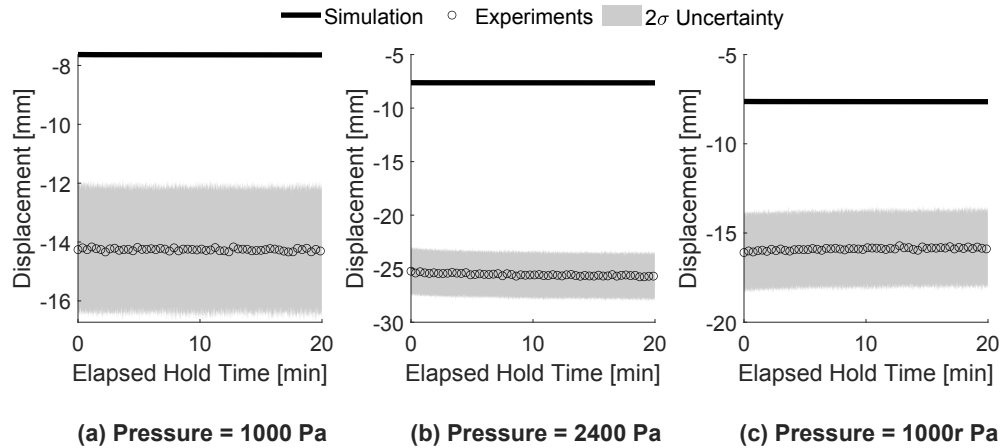 Simulation Experiments 2σ Uncertainty
Displacement [mm]
-8
-10
-12
-14
-16
0 10 20
Elapsed Hold Time [min]
(a) Pressure = 1000 Pa
Displacement [mm]
-5
-10
-15
-20
-25
-30
0 10 20
Elapsed Hold Time [min]
(b) Pressure = 2400 Pa
Displacement [mm]
-5
-10
-15
-20
0 10 20
Elapsed Hold Time [min]
(c) Pressure = 1000r Pa